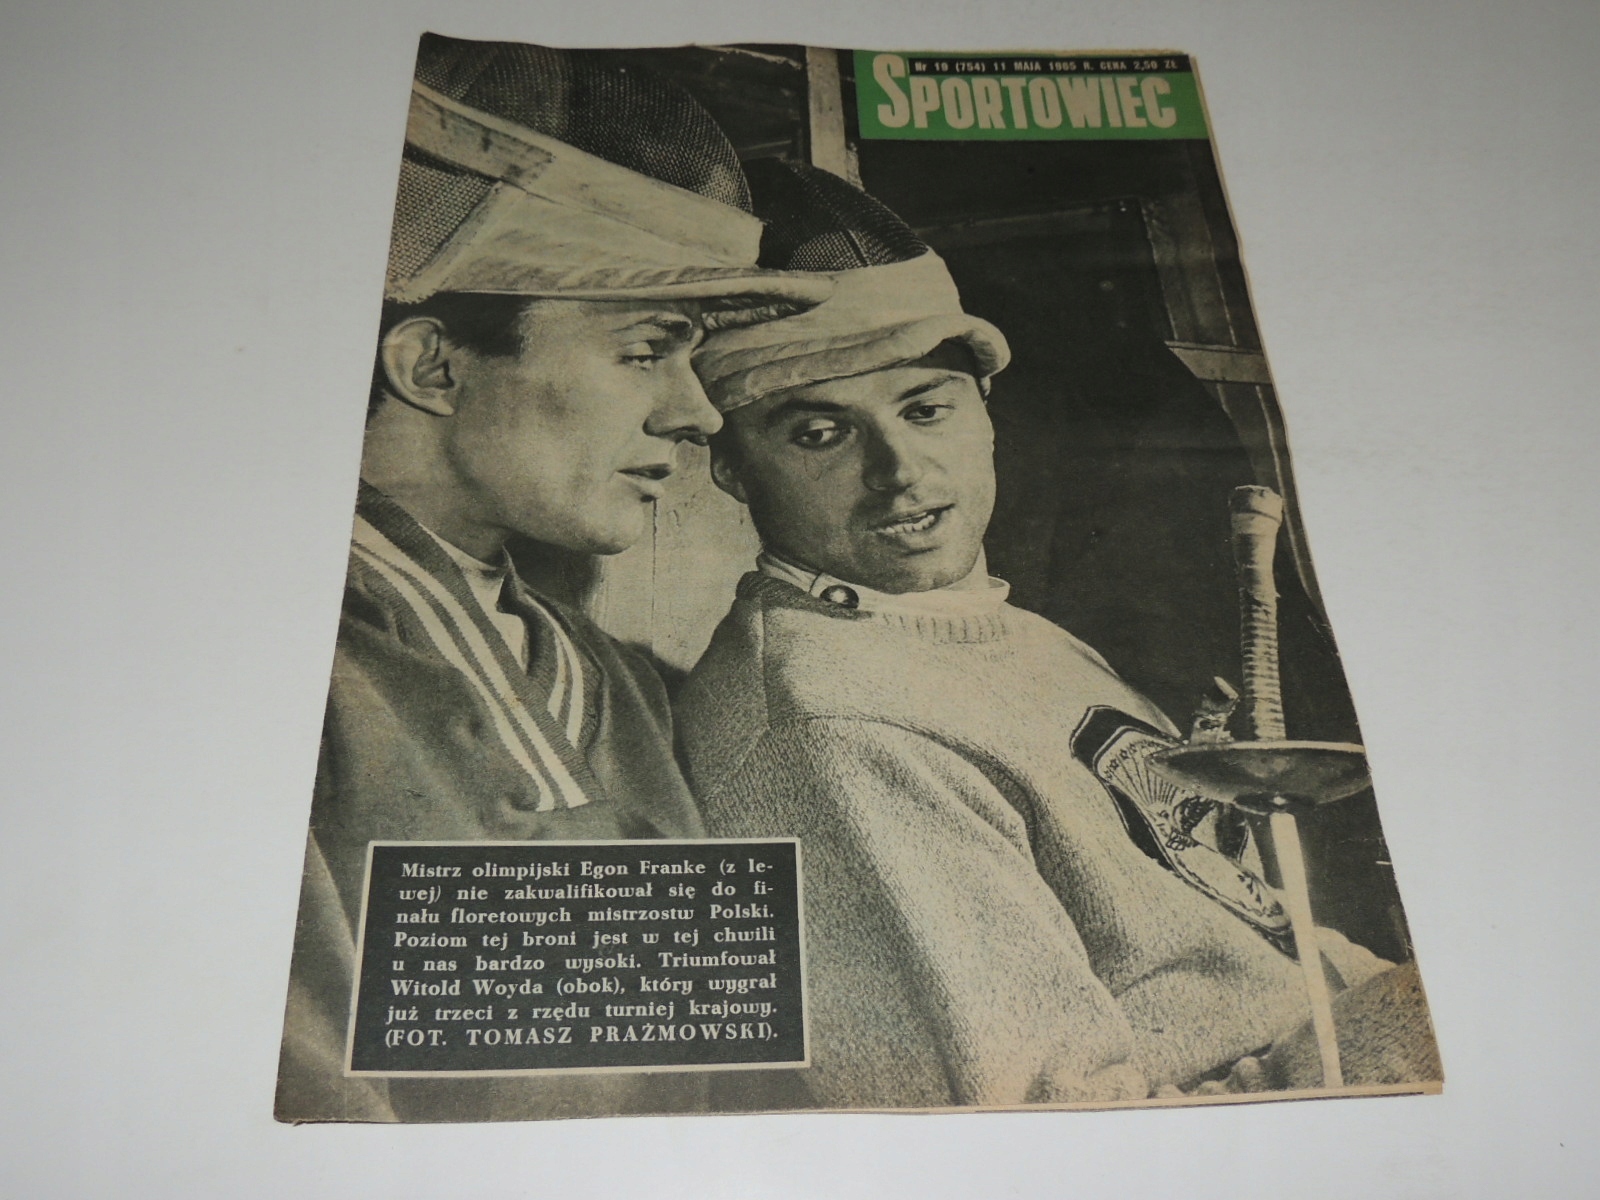 Nr 19 (754) 11 MAJA 1965 R. CENA 2,50 ZŁ
SPORTOWIEC
Mistrz olimpijski Egon Franke (z le-
wej) nie zakwalifikował się do fi-
nału floretowych mistrzostw Polski.
Poziom tej broni jest w tej chwili
u nas bardzo wysoki. Triumfował
Witold Woyda (obok), który wygrał
już trzeci z rzędu turniej krajowy.
(FOT. TOMASZ PRAŻMOWSKI).